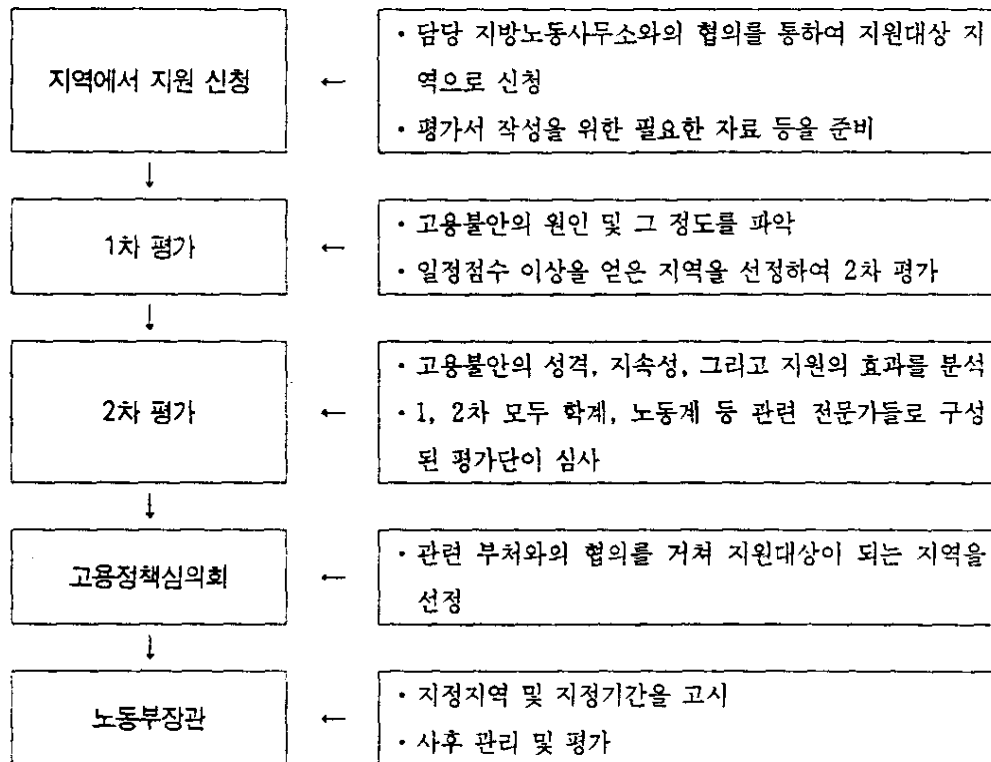 지역에서 지원 신청
←
· 담당 지방노동사무소와의 협의를 통하여 지원대상 지
역으로 신청
· 평가서 작성을 위한 필요한 자료 등을 준비
↓
1차 평가
←
· 고용불안의 원인 및 그 정도를 파악
· 일정점수 이상을 얻은 지역을 선정하여 2차 평가
↓
2차 평가
←
· 고용불안의 성격, 지속성, 그리고 지원의 효과를 분석
· 1, 2차 모두 학계, 노동계 등 관련 전문가들로 구성
된 평가단이 심사
↓
고용정책심의회
←
· 관련 부처와의 협의를 거쳐 지원대상이 되는 지역을
선정
↓
노동부장관
←
· 지정지역 및 지정기간을 고시
· 사후 관리 및 평가